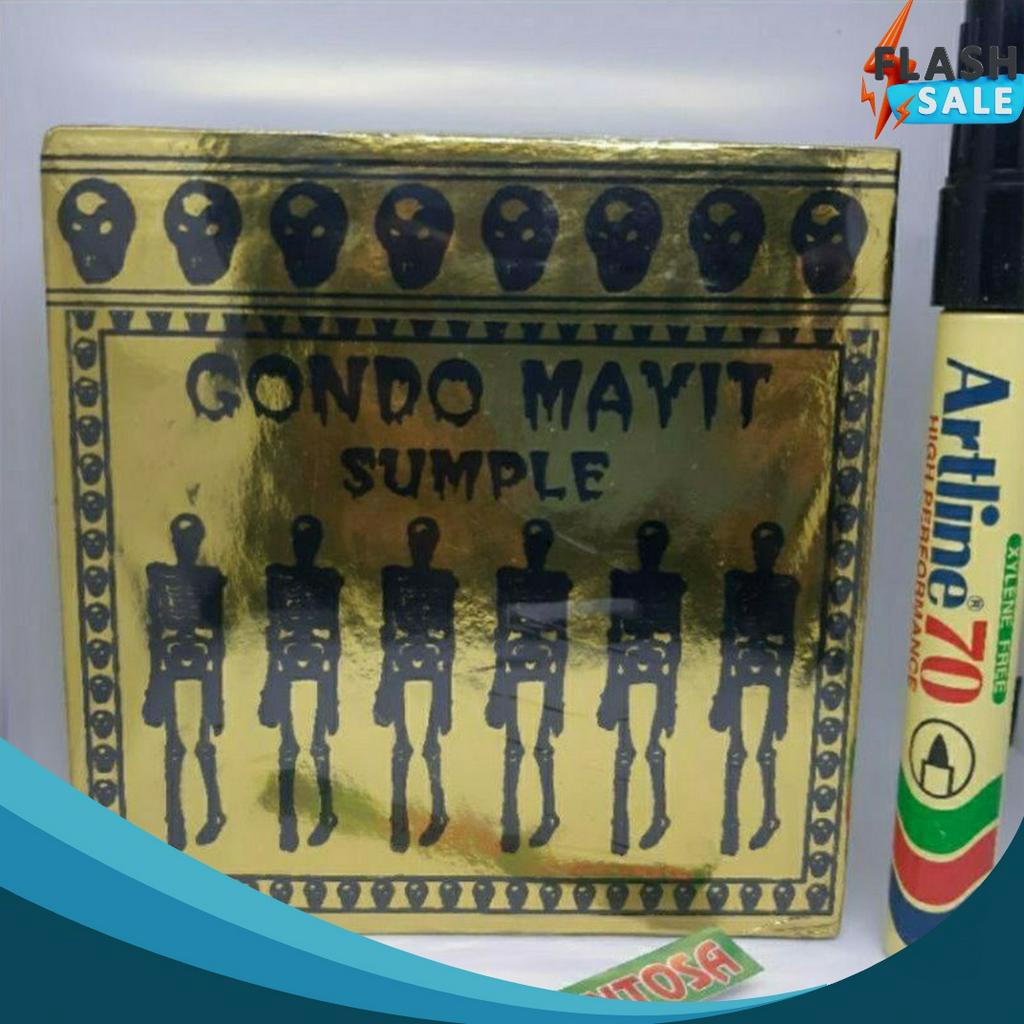 FLASH
SALE
GONDO MAYIT
SUMPLE
Artline® 70
HIGH PERFORMANCE
XYLENE FREE